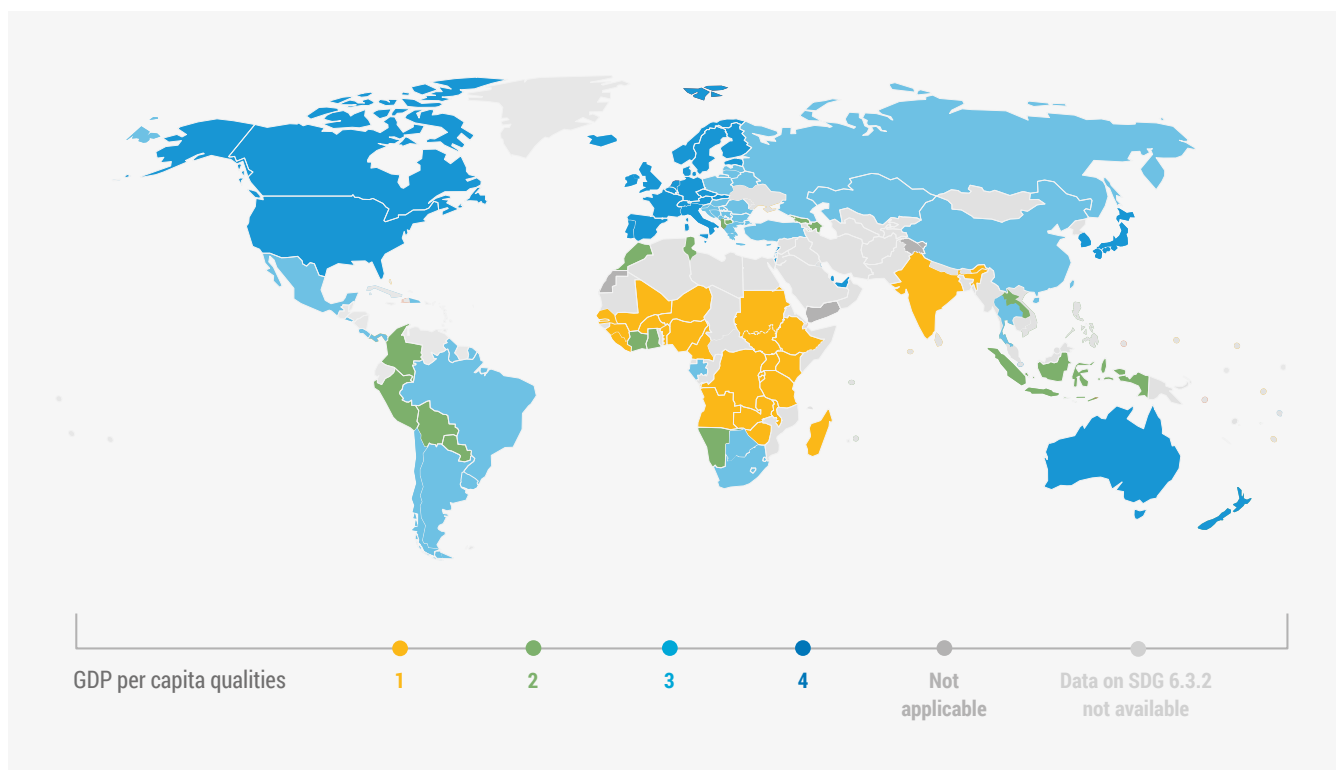 GDP per capita qualities
1
2
3
4
Not
applicable
Data on SDG 6.3.2
not available